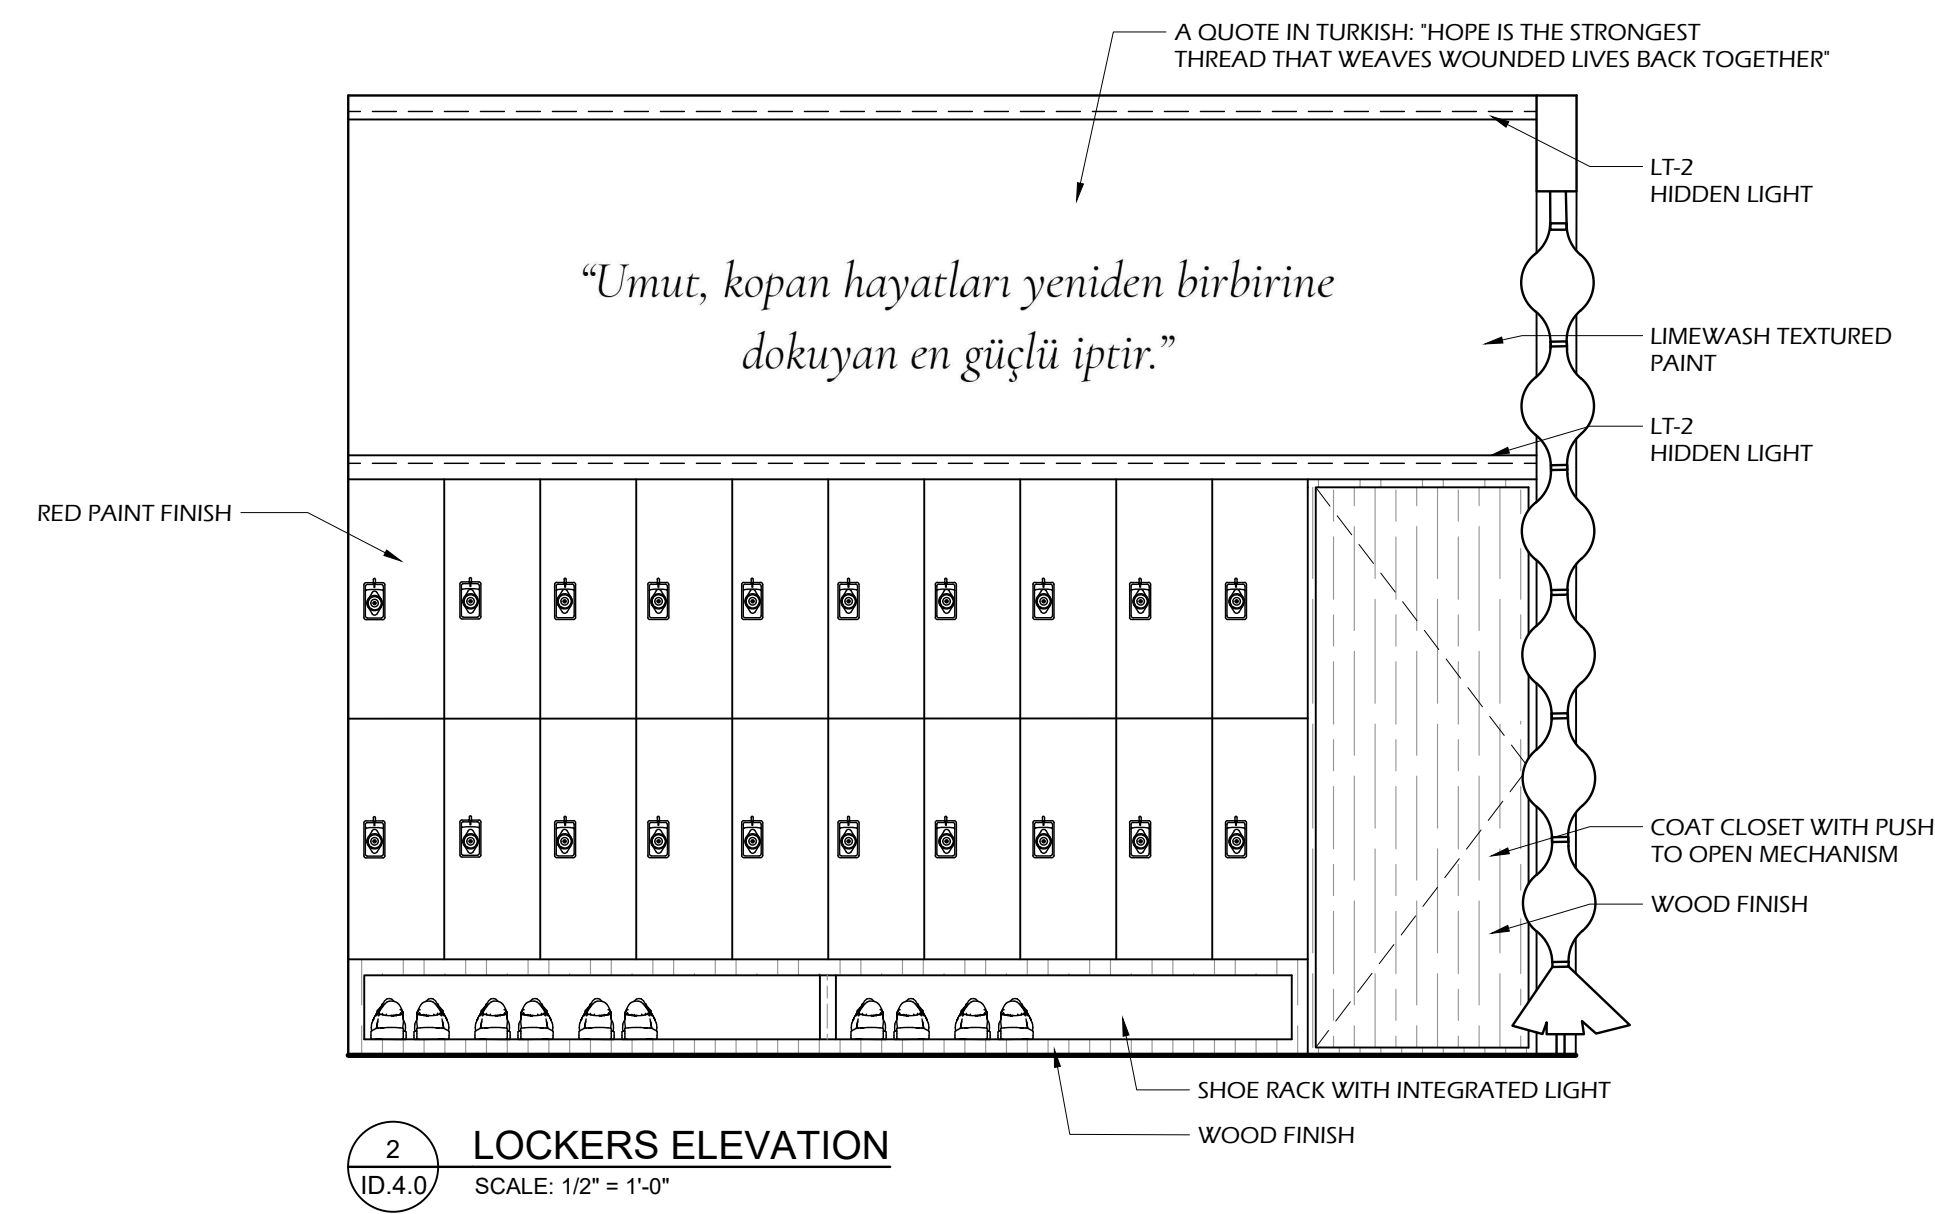 A QUOTE IN TURKISH: "HOPE IS THE STRONGEST
THREAD THAT WEAVES WOUNDED LIVES BACK TOGETHER"
LT-2
HIDDEN LIGHT
“Umut, kopan hayatları yeniden birbirine
dokuyan en güçlü iptir.”
LIMEWASH TEXTURED
PAINT
LT-2
HIDDEN LIGHT
RED PAINT FINISH
COAT CLOSET WITH PUSH
TO OPEN MECHANISM
WOOD FINISH
SHOE RACK WITH INTEGRATED LIGHT
WOOD FINISH
2
ID.4.0
LOCKERS ELEVATION
SCALE: 1/2" = 1'-0"